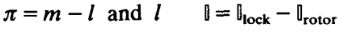 π = m − l and l 𝕀 = 𝕀lock − 𝕀rotor